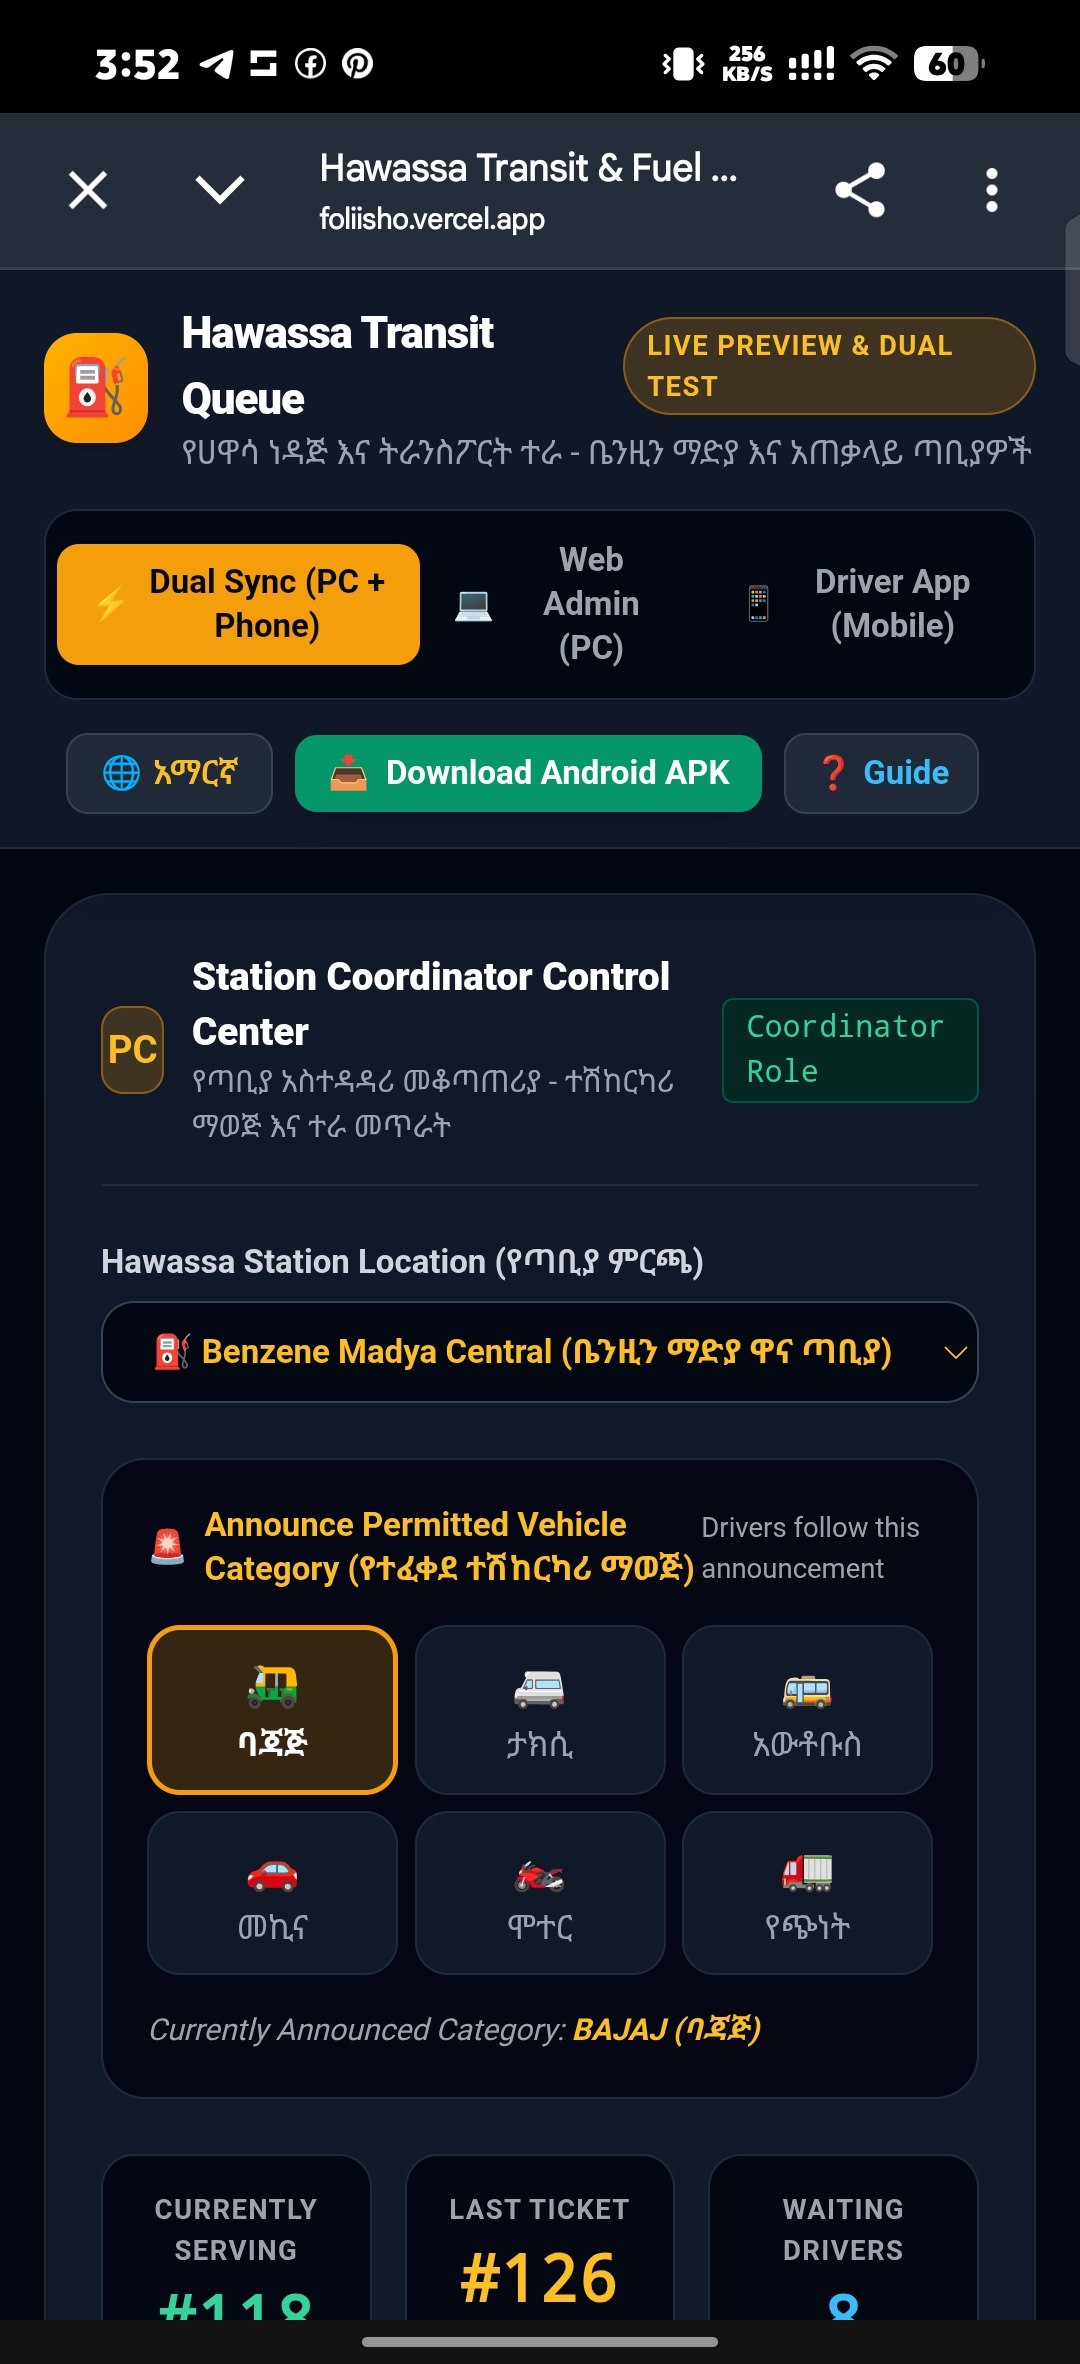 3:52
256
KB/S
60
Hawassa Transit & Fuel ...
foliisho.vercel.app
Hawassa Transit
Queue
LIVE PREVIEW & DUAL
TEST
የሀዋሳ ነዳጅ እና ትራንስፖርት ተራ - ቤንዚን ማድያ እና አጠቃላይ ጣቢያዎች
Dual Sync (PC +
Phone)
Web
Admin
(PC)
Driver App
(Mobile)
አማርኛ
Download Android APK
Guide
PC
Station Coordinator Control
Center
የጣቢያ አስተዳዳሪ መቆጣጠሪያ - ተሽከርካሪ
ማወጅ እና ተራ መጥራት
Coordinator
Role
Hawassa Station Location (የጣቢያ ምርጫ)
Benzene Madya Central (ቤንዚን ማድያ ዋና ጣቢያ)
Announce Permitted Vehicle
Category (የተፈቀደ ተሽከርካሪ ማወጅ)
Drivers follow this
announcement
ባጃጅ
ታክሲ
አውቶቡስ
መኪና
ሞተር
የጭነት
Currently Announced Category: BAJAJ (ባጃጅ)
CURRENTLY
SERVING
#118
LAST TICKET
#126
WAITING
DRIVERS
8